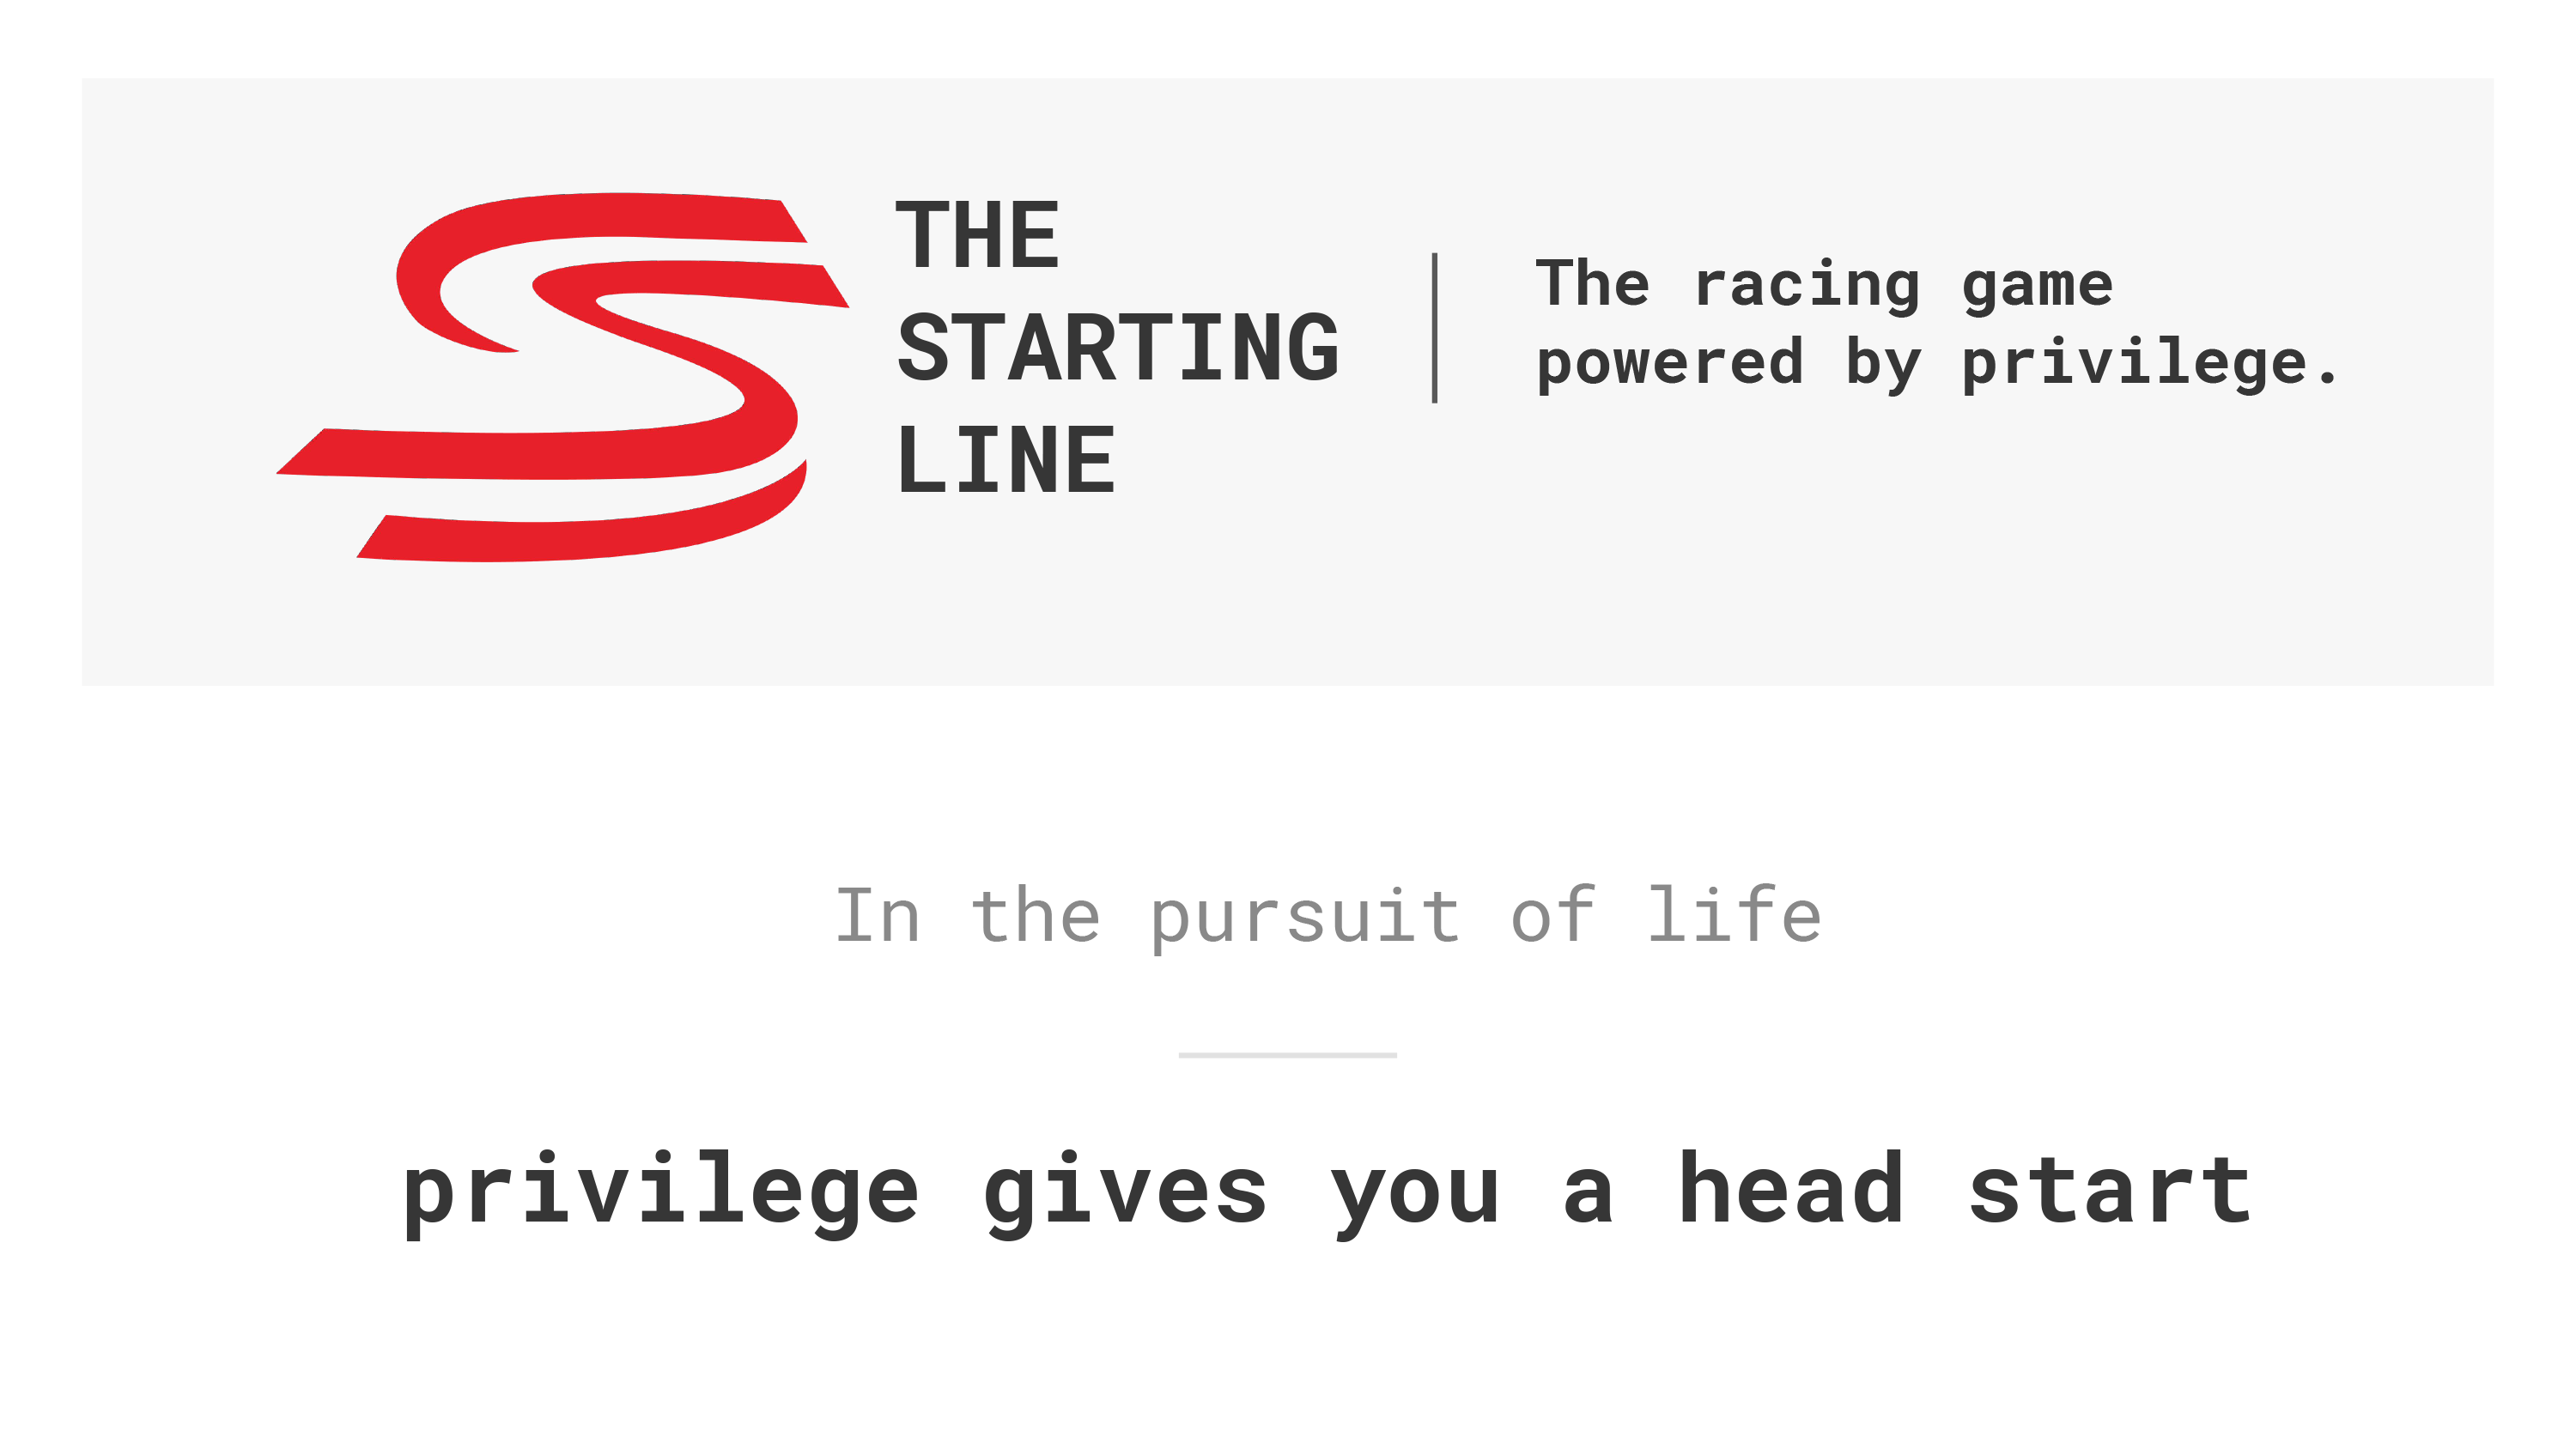 THE
STARTING
LINE
The racing game
powered by privilege.
In the pursuit of life
privilege gives you a head start